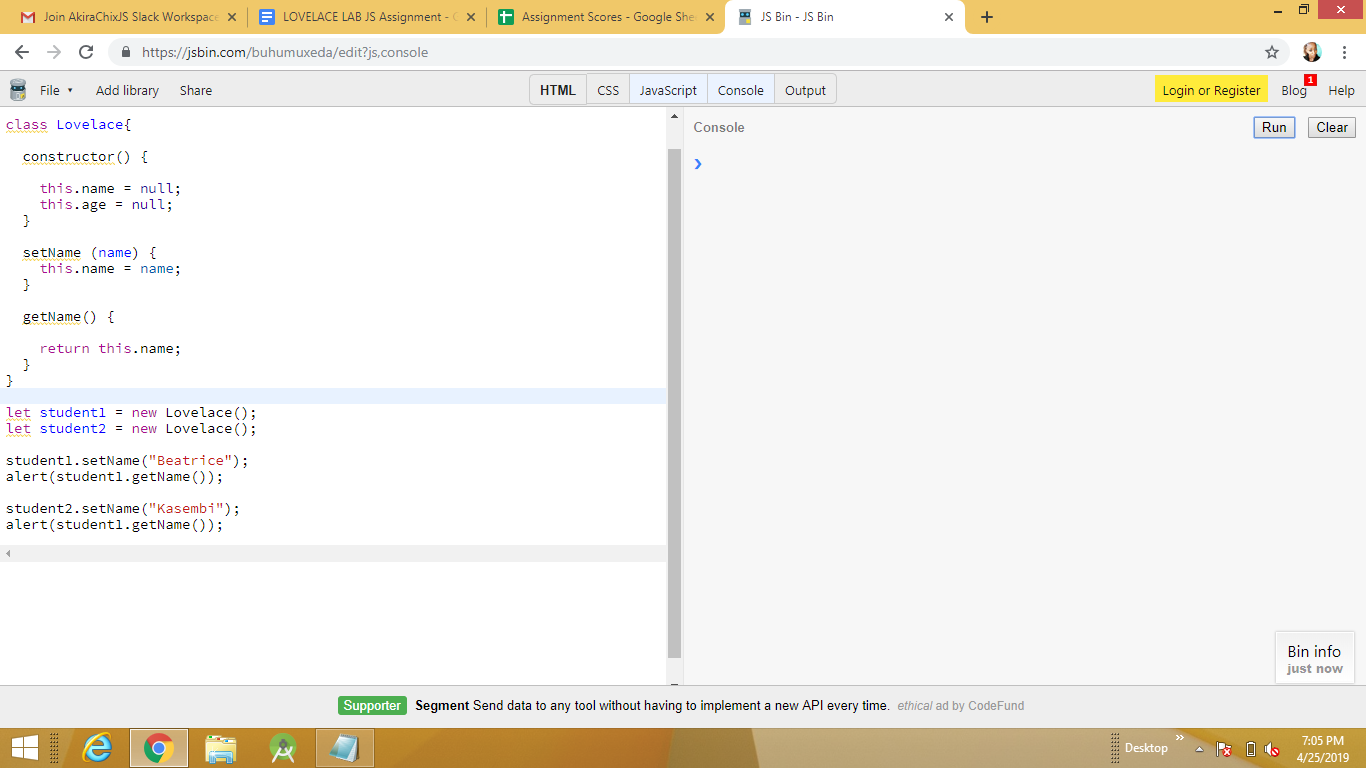 Join AkiraChixJS Slack Workspace
LOVELACE LAB JS Assignment -
Assignment Scores - Google She
JS Bin - JS Bin
https://jsbin.com/buhumuxeda/edit?js,console
File
Add library
Share
HTML
CSS
JavaScript
Console
Output
Login or Register
Blog
1
Help
class Lovelace{
constructor() {
this.name = null;
this.age = null;
}
setName (name) {
this.name = name;
}
getName() {
return this.name;
}
}
let student1 = new Lovelace();
let student2 = new Lovelace();
student1.setName("Beatrice");
alert(student1.getName());
student2.setName("Kasembi");
alert(student1.getName());
Console
Run
Clear
Bin info
just now
Supporter Segment Send data to any tool without having to implement a new API every time. ethical ad by CodeFund
Desktop
7:05 PM
4/25/2019